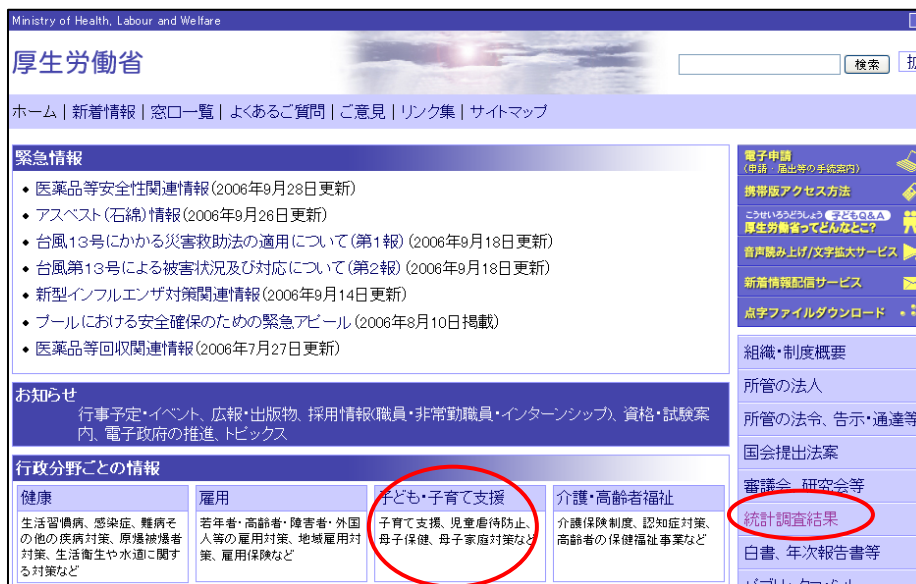 Ministry of Health, Labour and Welfare
厚生労働省
検索
拡
ホーム | 新着情報 | 窓口一覧 | よくあるご質問 | ご意見 | リンク集 | サイトマップ
緊急情報
◆ 医薬品等安全性関連情報(2006年9月28日更新)
◆ アスベスト(石綿)情報(2006年9月26日更新)
◆ 台風13号にかかる災害救助法の適用について(第1報) (2006年9月18日更新)
◆ 台風第13号による被害状況及び対応について(第2報) (2006年9月18日更新)
◆ 新型インフルエンザ対策関連情報(2006年9月14日更新)
◆ プールにおける安全確保のための緊急アピール(2006年8月10日掲載)
◆ 医薬品等回収関連情報(2006年7月27日更新)
お知らせ
行事予定・イベント、広報・出版物、採用情報(職員・非常勤職員・インターンシップ)、資格・試験案
内、電子政府の推進、トピックス
行政分野ごとの情報
健康
生活習慣病、感染症、難病そ
の他の疾病対策、原爆被爆者
対策、生活衛生や水道に関す
る対策など
雇用
若年者・高齢者・障害者・外国
人等の雇用対策、地域雇用対
策、雇用保険など
子ども・子育て支援
子育て支援、児童虐待防止、
母子保健、母子家庭対策など
介護・高齢者福祉
介護保険制度、認知症対策、
高齢者の保健福祉事業など
電子申請
(申請・届出等の手続案内)
携帯版アクセス方法
こうせいろうどうしょう 子どもQ&A
厚生労働省ってどんなとこ?
音声読み上げ/文字拡大サービス
新着情報配信サービス
点字ファイルダウンロード
組織・制度概要
所管の法人
所管の法令、告示・通達等
国会提出法案
審議会、研究会等
統計調査結果
白書、年次報告書等